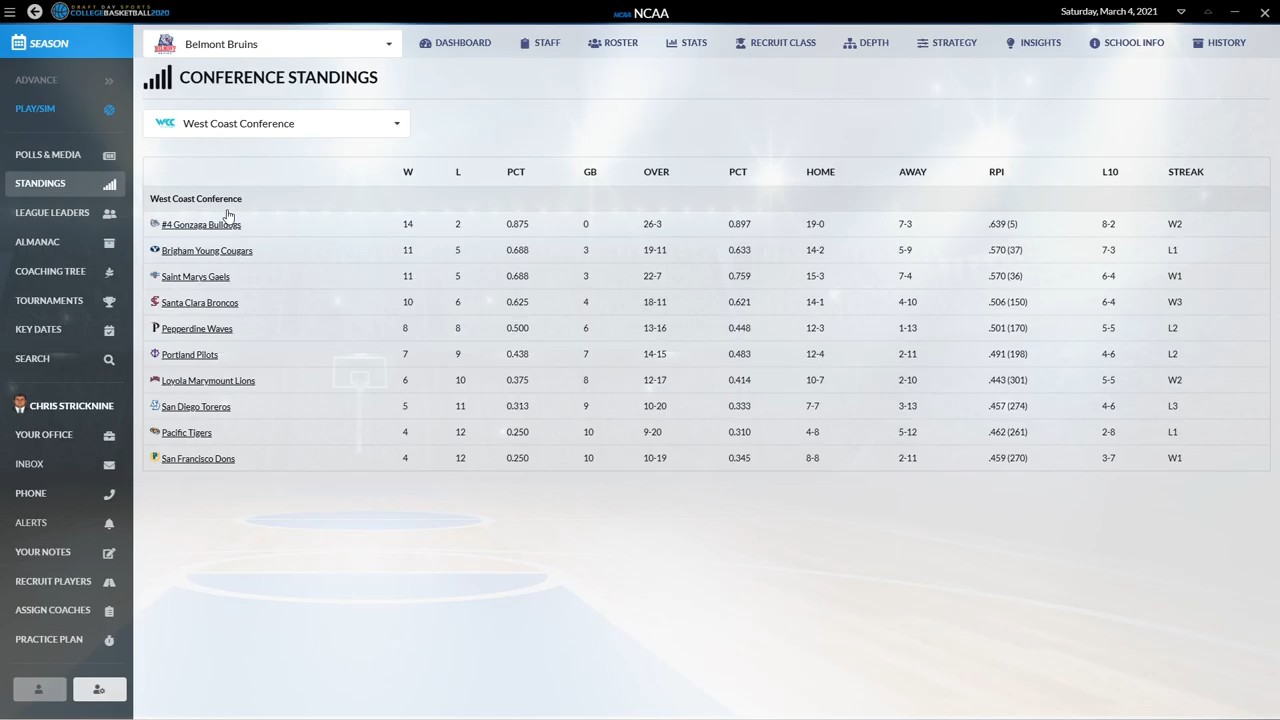 DRAFT DAY SPORTS
COLLEGE BASKETBALL 2020
NCAA NCAA
Saturday, March 4, 2021
SEASON
Belmont Bruins
DASHBOARD
STAFF
ROSTER
STATS
RECRUIT CLASS
DEPTH
STRATEGY
INSIGHTS
SCHOOL INFO
HISTORY
ADVANCE
PLAY/SIM
POLLS & MEDIA
STANDINGS
LEAGUE LEADERS
ALMANAC
COACHING TREE
TOURNAMENTS
KEY DATES
SEARCH
CHRIS STRICKNINE
YOUR OFFICE
INBOX
PHONE
ALERTS
YOUR NOTES
RECRUIT PLAYERS
ASSIGN COACHES
PRACTICE PLAN
CONFERENCE STANDINGS
WCC West Coast Conference
W L PCT GB OVER PCT HOME AWAY RPI L10 STREAK
West Coast Conference
#4 Gonzaga Bulldogs 14 2 0.875 0 26-3 0.897 19-0 7-3 .639 (5) 8-2 W2
Brigham Young Cougars 11 5 0.688 3 19-11 0.633 14-2 5-9 .570 (37) 7-3 L1
Saint Marys Gaels 11 5 0.688 3 22-7 0.759 15-3 7-4 .570 (36) 6-4 W1
Santa Clara Broncos 10 6 0.625 4 18-11 0.621 14-1 4-10 .506 (150) 6-4 W3
Pepperdine Waves 8 8 0.500 6 13-16 0.448 12-3 1-13 .501 (170) 5-5 L2
Portland Pilots 7 9 0.438 7 14-15 0.483 12-4 2-11 .491 (198) 4-6 L2
Loyola Marymount Lions 6 10 0.375 8 12-17 0.414 10-7 2-10 .443 (301) 5-5 W2
San Diego Toreros 5 11 0.313 9 10-20 0.333 7-7 3-13 .457 (274) 4-6 L3
Pacific Tigers 4 12 0.250 10 9-20 0.310 4-8 5-12 .462 (261) 2-8 L1
San Francisco Dons 4 12 0.250 10 10-19 0.345 8-8 2-11 .459 (270) 3-7 W1